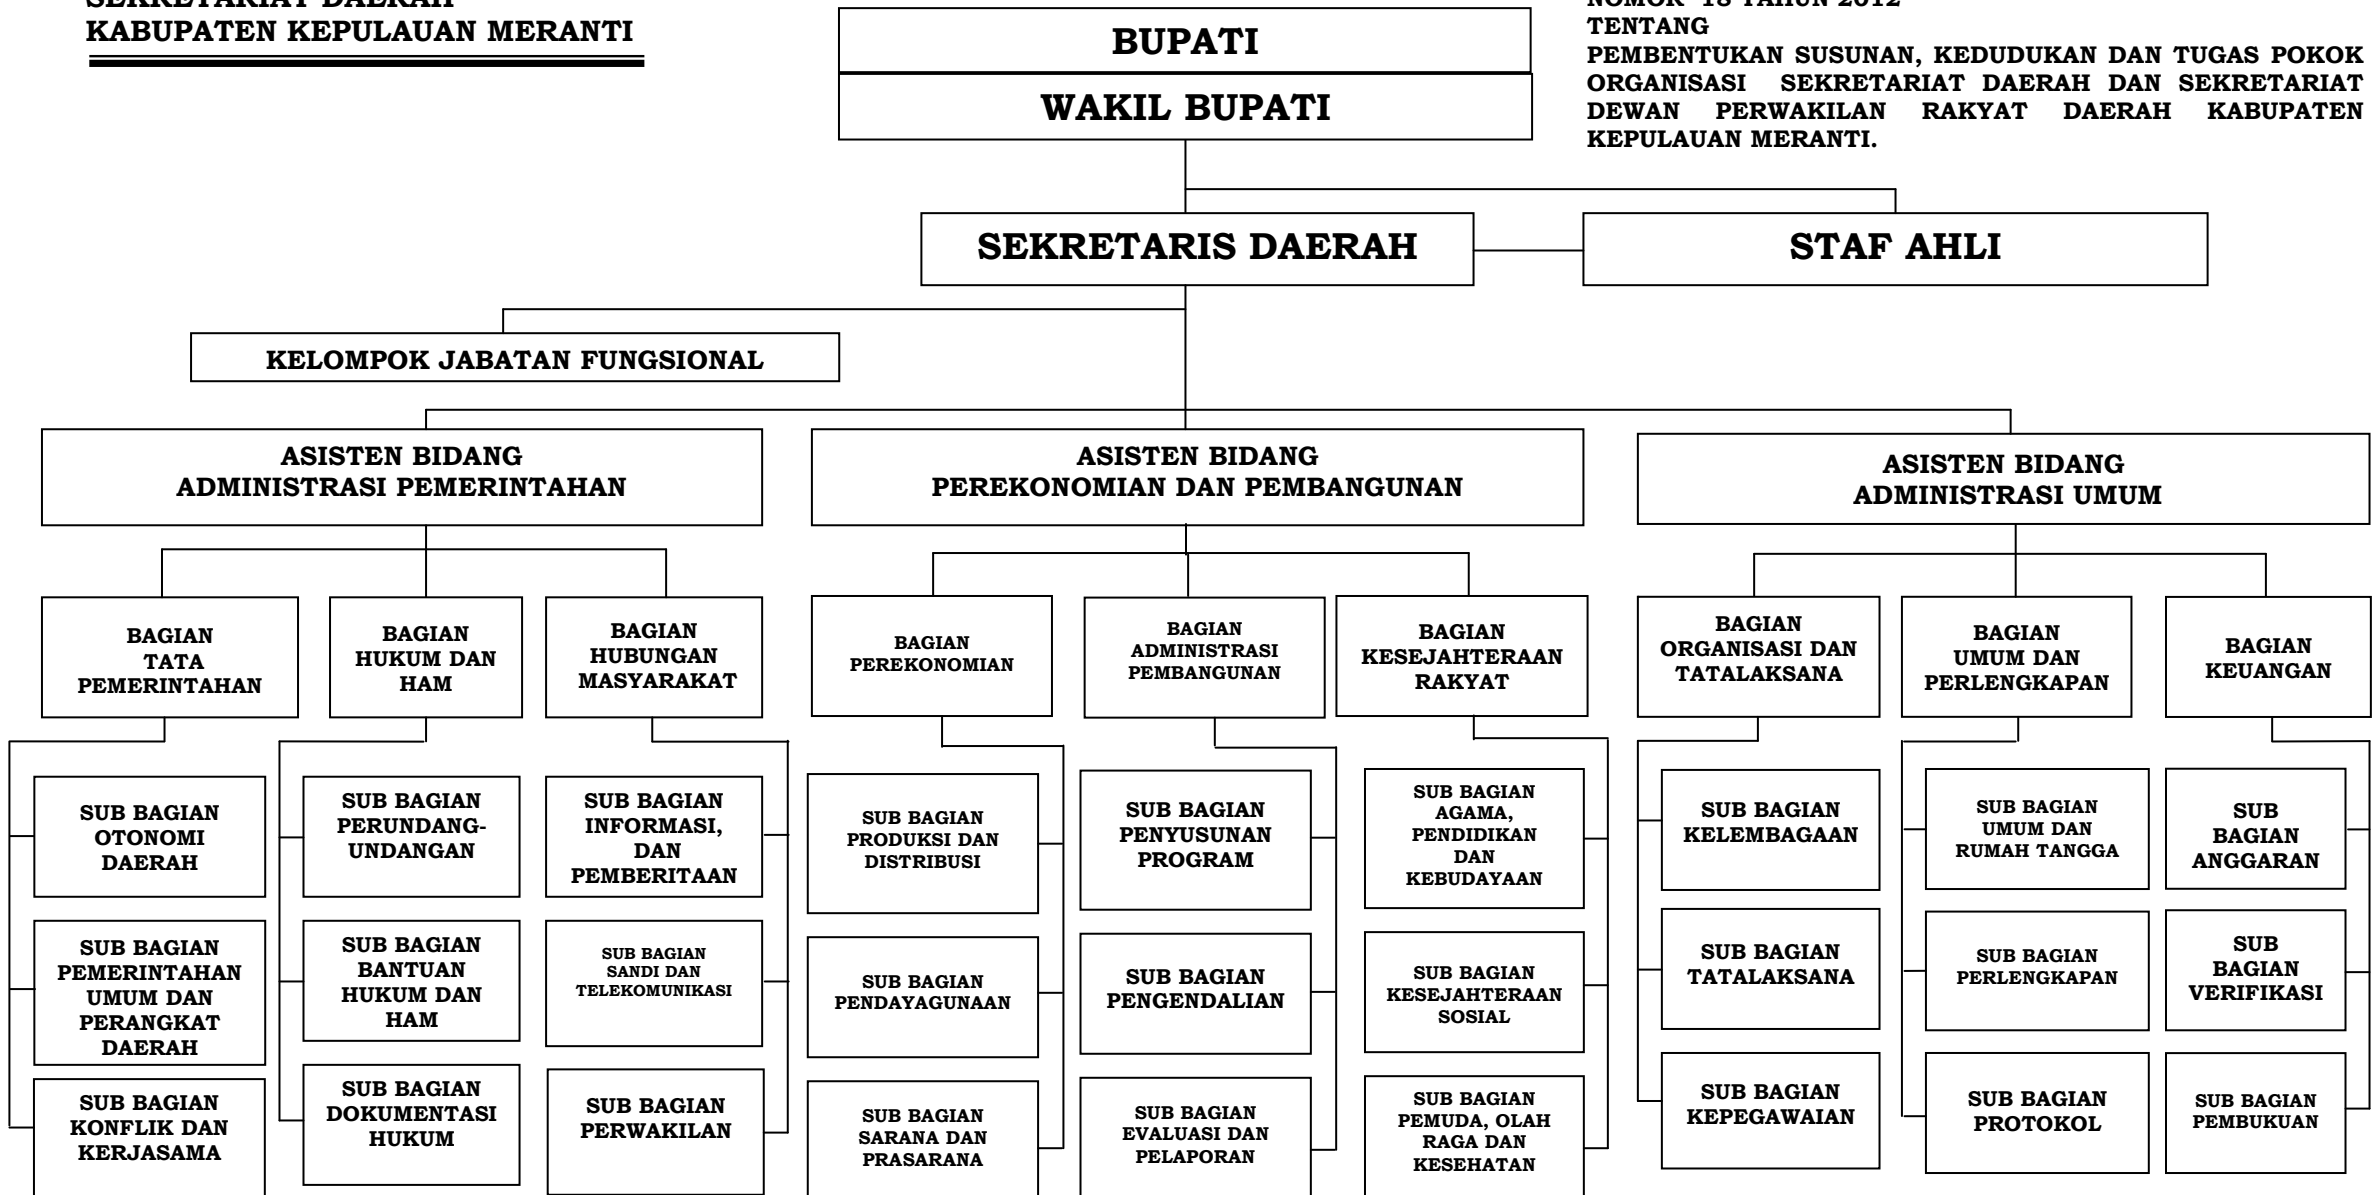 SEKRETARIAT DAERAH
KABUPATEN KEPULAUAN MERANTI
NOMOR 18 TAHUN 2012
TENTANG
PEMBENTUKAN SUSUNAN, KEDUDUKAN DAN TUGAS POKOK
ORGANISASI SEKRETARIAT DAERAH DAN SEKRETARIAT
DEWAN PERWAKILAN RAKYAT DAERAH KABUPATEN
KEPULAUAN MERANTI.
BUPATI
WAKIL BUPATI
SEKRETARIS DAERAH
STAF AHLI
KELOMPOK JABATAN FUNGSIONAL
ASISTEN BIDANG
ADMINISTRASI PEMERINTAHAN
ASISTEN BIDANG
PEREKONOMIAN DAN PEMBANGUNAN
ASISTEN BIDANG
ADMINISTRASI UMUM
BAGIAN
TATA
PEMERINTAHAN
BAGIAN
HUKUM DAN
HAM
BAGIAN
HUBUNGAN
MASYARAKAT
BAGIAN
PEREKONOMIAN
BAGIAN
ADMINISTRASI
PEMBANGUNAN
BAGIAN
KESEJAHTERAAN
RAKYAT
BAGIAN
ORGANISASI DAN
TATALAKSANA
BAGIAN
UMUM DAN
PERLENGKAPAN
BAGIAN
KEUANGAN
SUB BAGIAN
OTONOMI
DAERAH
SUB BAGIAN
PERUNDANG-
UNDANGAN
SUB BAGIAN
INFORMASI,
DAN
PEMBERITAAN
SUB BAGIAN
PRODUKSI DAN
DISTRIBUSI
SUB BAGIAN
PENYUSUNAN
PROGRAM
SUB BAGIAN
AGAMA,
PENDIDIKAN
DAN
KEBUDAYAAN
SUB BAGIAN
KELEMBAGAAN
SUB BAGIAN
UMUM DAN
RUMAH TANGGA
SUB
BAGIAN
ANGGARAN
SUB BAGIAN
PEMERINTAHAN
UMUM DAN
PERANGKAT
DAERAH
SUB BAGIAN
BANTUAN
HUKUM DAN
HAM
SUB BAGIAN
SANDI DAN
TELEKOMUNIKASI
SUB BAGIAN
PENDAYAGUNAAN
SUB BAGIAN
PENGENDALIAN
SUB BAGIAN
KESEJAHTERAAN
SOSIAL
SUB BAGIAN
TATALAKSANA
SUB BAGIAN
PERLENGKAPAN
SUB
BAGIAN
VERIFIKASI
SUB BAGIAN
KONFLIK DAN
KERJASAMA
SUB BAGIAN
DOKUMENTASI
HUKUM
SUB BAGIAN
PERWAKILAN
SUB BAGIAN
SARANA DAN
PRASARANA
SUB BAGIAN
EVALUASI DAN
PELAPORAN
SUB BAGIAN
PEMUDA, OLAH
RAGA DAN
KESEHATAN
SUB BAGIAN
KEPEGAWAIAN
SUB BAGIAN
PROTOKOL
SUB BAGIAN
PEMBUKUAN